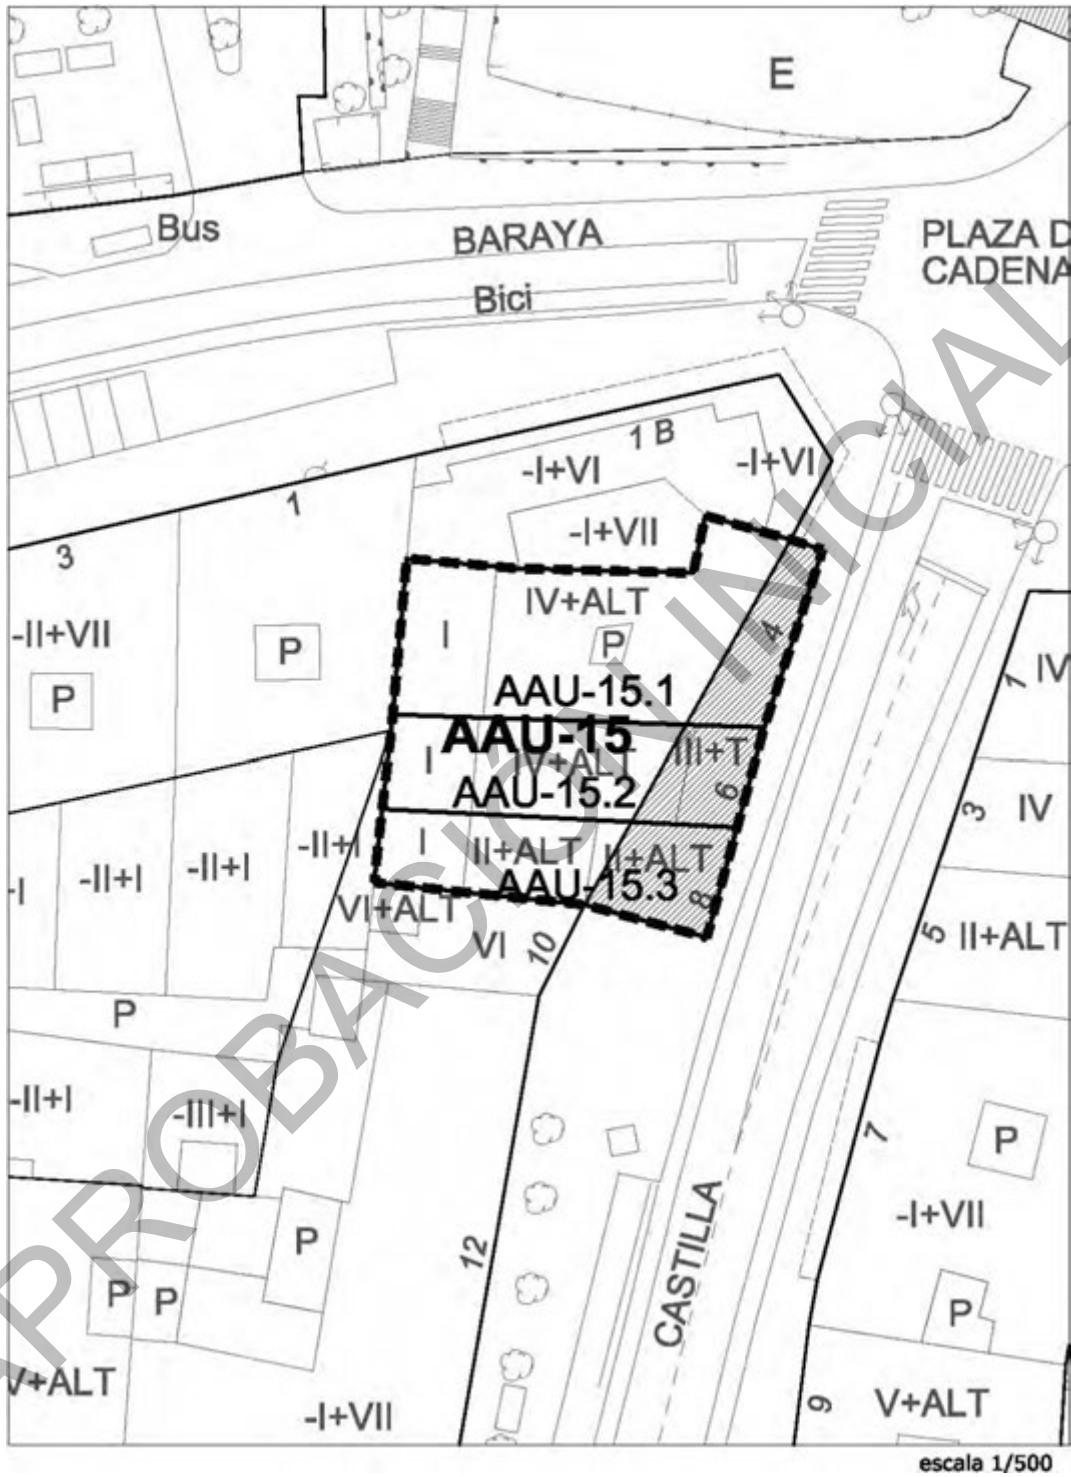 E
Bus
BARAYA
PLAZA D
CADENA
Bici
1 B
-I+VI
-I+VI
1
-I+VII
3
IV+ALT
4
-II+VII
I
P
P
P
1
IV
AAU-15.1
AAU-15
I
IV+ALT
III+T
AAU-15.2
6
3
IV
-I
-II+I
-II+I
-II+I
I
II+ALT
II+ALT
AAU-15.3
8
VI+ALT
VI
10
5
II+ALT
P
-II+I
-III+I
7
P
-I+VII
P
P
P
12
CASTILLA
P
V+ALT
-I+VII
9
V+ALT
APROBACIÓN INICIAL
escala 1/500